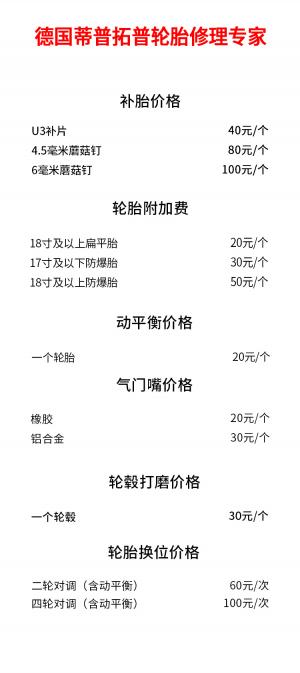 德国蒂普拓普轮胎修理专家
补胎价格
U3补片 40元/个
4.5毫米蘑菇钉 80元/个
6毫米蘑菇钉 100元/个
轮胎附加费
18寸及以上扁平胎 20元/个
17寸及以下防爆胎 30元/个
18寸及以上防爆胎 50元/个
动平衡价格
一个轮胎 20元/个
气门嘴价格
橡胶 20元/个
铝合金 30元/个
轮毂打磨价格
一个轮毂 30元/个
轮胎换位价格
二轮对调（含动平衡） 60元/次
四轮对调（含动平衡） 100元/次